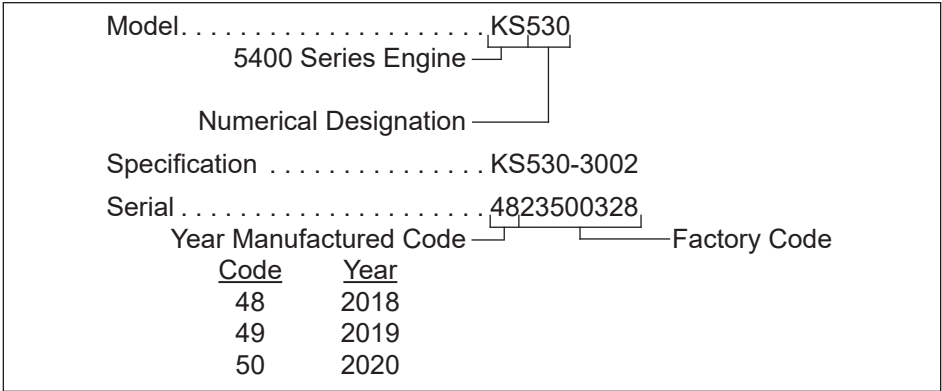 Model. . . . . . . . . . . . . . . . . . . . . KS530
5400 Series Engine
Numerical Designation
Specification . . . . . . . . . . . . . . . KS530-3002
Serial . . . . . . . . . . . . . . . . . . . . . 4823500328
Year Manufactured Code Factory Code
Code Year
48 2018
49 2019
50 2020